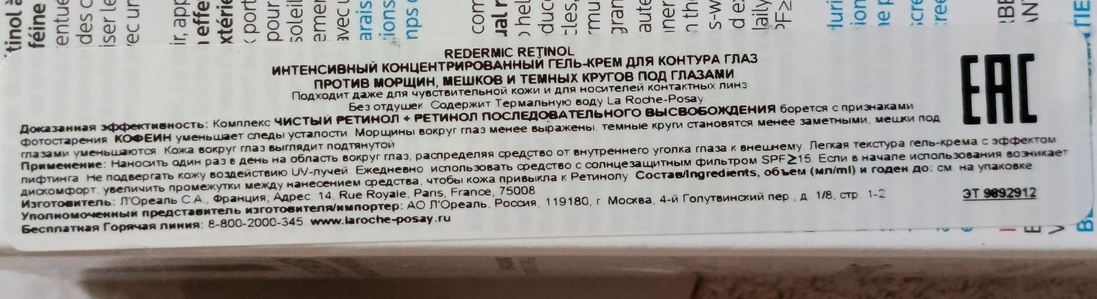 REDERMIC RETINOL
ИНТЕНСИВНЫЙ КОНЦЕНТРИРОВАННЫЙ ГЕЛЬ-КРЕМ ДЛЯ КОНТУРА ГЛАЗ
ПРОТИВ МОРЩИН, МЕШКОВ И ТЕМНЫХ КРУГОВ ПОД ГЛАЗАМИ
Подходит даже для чувствительной кожи и для носителей контактных линз
Без отдушек. Содержит Термальную воду La Roche-Posay
Доказанная эффективность: Комплекс ЧИСТЫЙ РЕТИНОЛ + РЕТИНОЛ ПОСЛЕДОВАТЕЛЬНОГО ВЫСВОБОЖДЕНИЯ борется с признаками
фотостарения. КОФЕИН уменьшает следы усталости. Морщины вокруг глаз менее выражены, темные круги становятся менее заметными, мешки под
глазами уменьшаются. Кожа вокруг глаз выглядит подтянутой
Применение: Наносить один раз в день на область вокруг глаз, распределяя средство от внутреннего уголка глаза к внешнему. Легкая текстура гель-крема с эффектом
лифтинга. Не подвергать кожу воздействию UV-лучей. Ежедневно использовать средство с солнцезащитным фильтром SPF≥15. Если в начале использования возникает
дискомфорт, увеличить промежутки между нанесением средства, чтобы кожа привыкла к Ретинолу. Состав/Ingredients, объем (мл/ml) и годен до: см. на упаковке
Изготовитель: Л'Ореаль С.А., Франция, Адрес: 14, Rue Royale, Paris, France, 75008
Уполномоченный представитель изготовителя/импортер: АО Л'Ореаль. Россия, 119180, г. Москва, 4-й Голутвинский пер., д. 1/8, стр. 1-2
Бесплатная Горячая линия: 8-800-2000-345. www.laroche-posay.ru
EAC
ЭТ 9892912